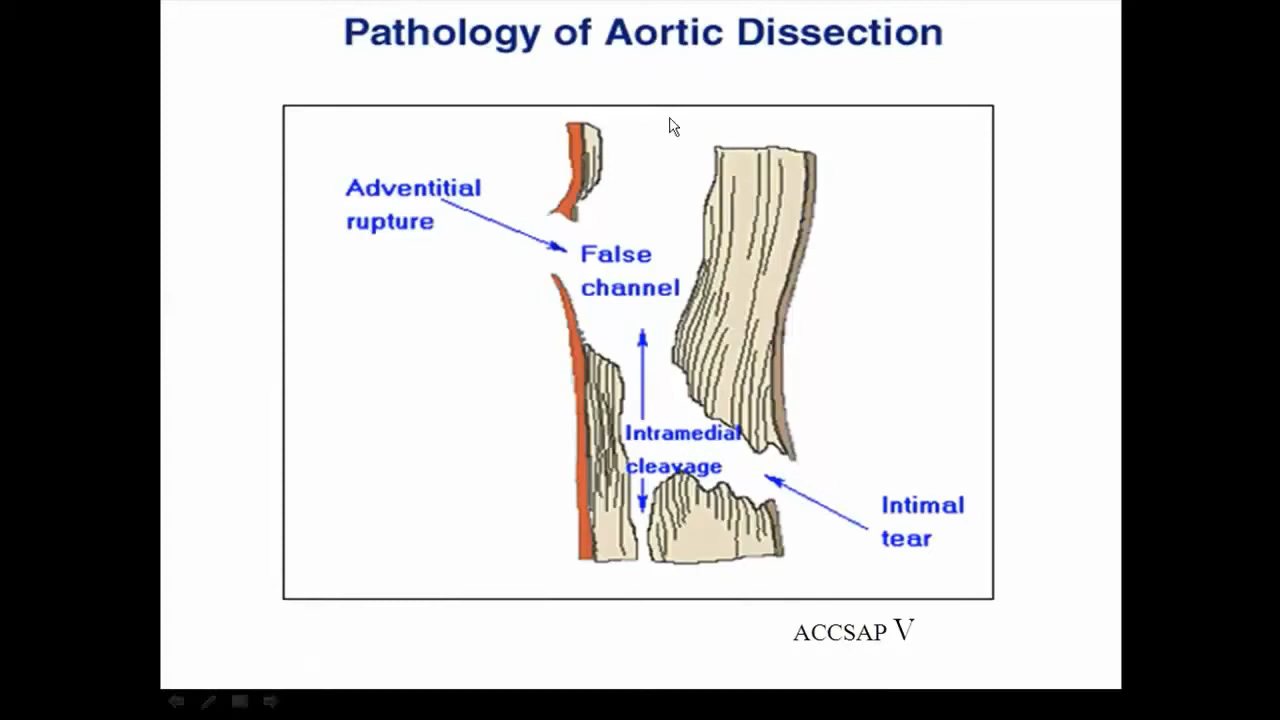 Pathology of Aortic Dissection
Adventitial
rupture
False
channel
Intramedial
cleavage
Intimal
tear
ACCSAP V